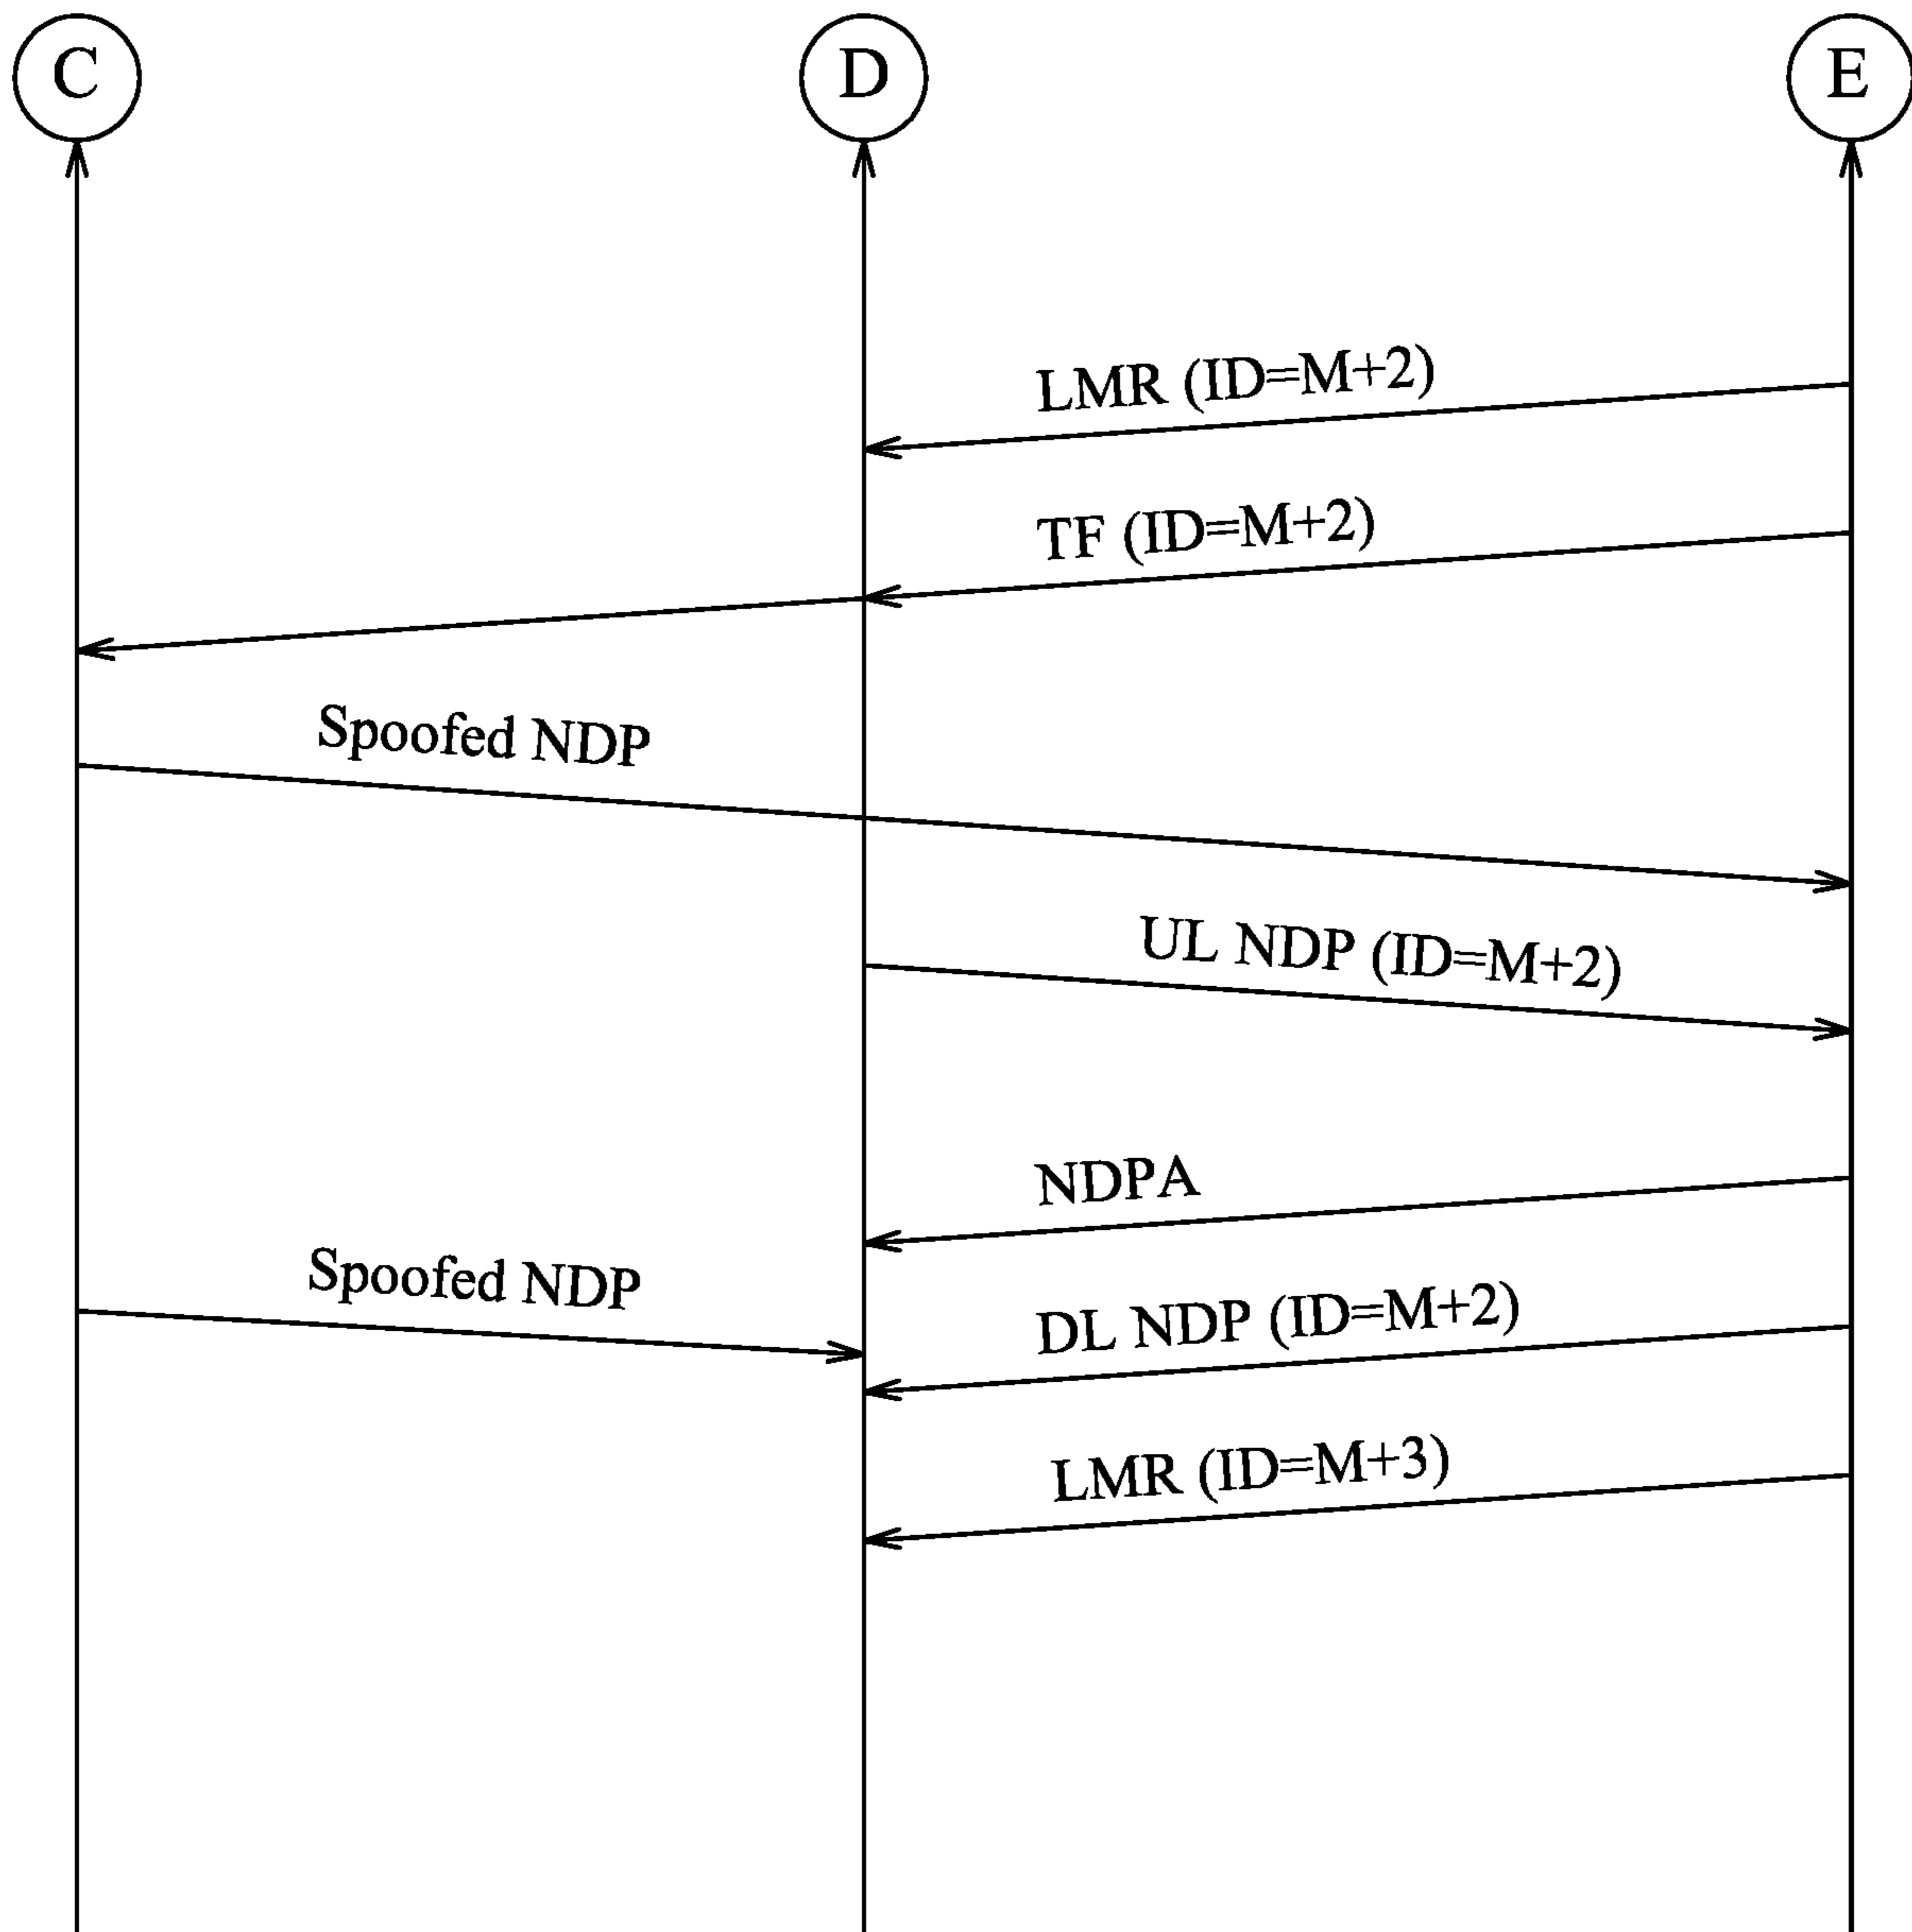 C
D
E
LMR (ID=M+2)
TF (ID=M+2)
Spoofed NDP
UL NDP (ID=M+2)
NDPA
Spoofed NDP
DL NDP (ID=M+2)
LMR (ID=M+3)